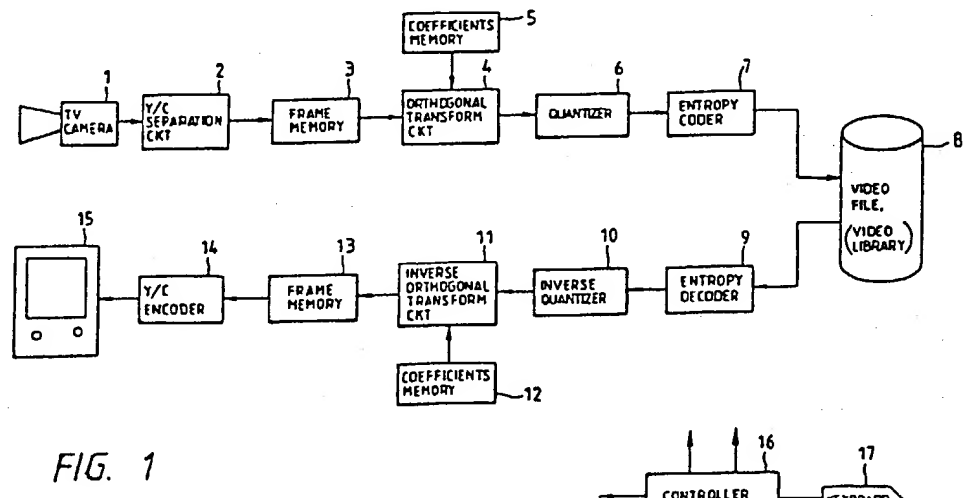 COEFFICIENTS
MEMORY
5
1
2
3
4
6
7
TV
CAMERA
Y/C
SEPARATION
CKT
FRAME
MEMORY
ORTHOGONAL
TRANSFORM
CKT
QUANTIZER
ENTROPY
CODER
8
VIDEO
FILE,
(VIDEO
LIBRARY)
15
14
13
11
10
9
Y/C
ENCODER
FRAME
MEMORY
INVERSE
ORTHOGONAL
TRANSFORM
CKT
INVERSE
QUANTIZER
ENTROPY
DECODER
COEFFICIENTS
MEMORY
12
FIG. 1
16
17
CONTROLLER